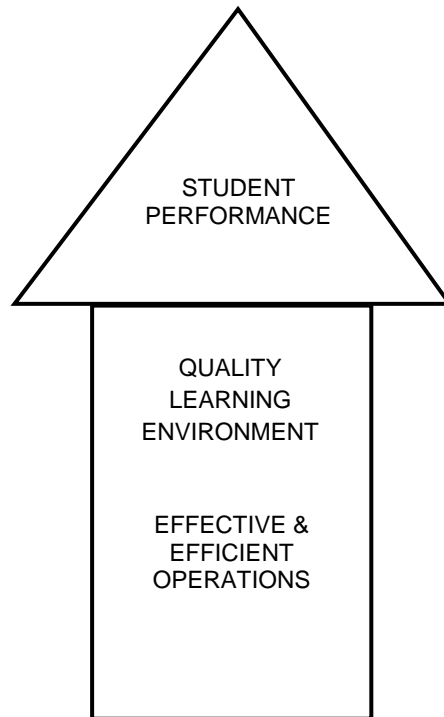 STUDENT
PERFORMANCE
QUALITY
LEARNING
ENVIRONMENT
EFFECTIVE &
EFFICIENT
OPERATIONS